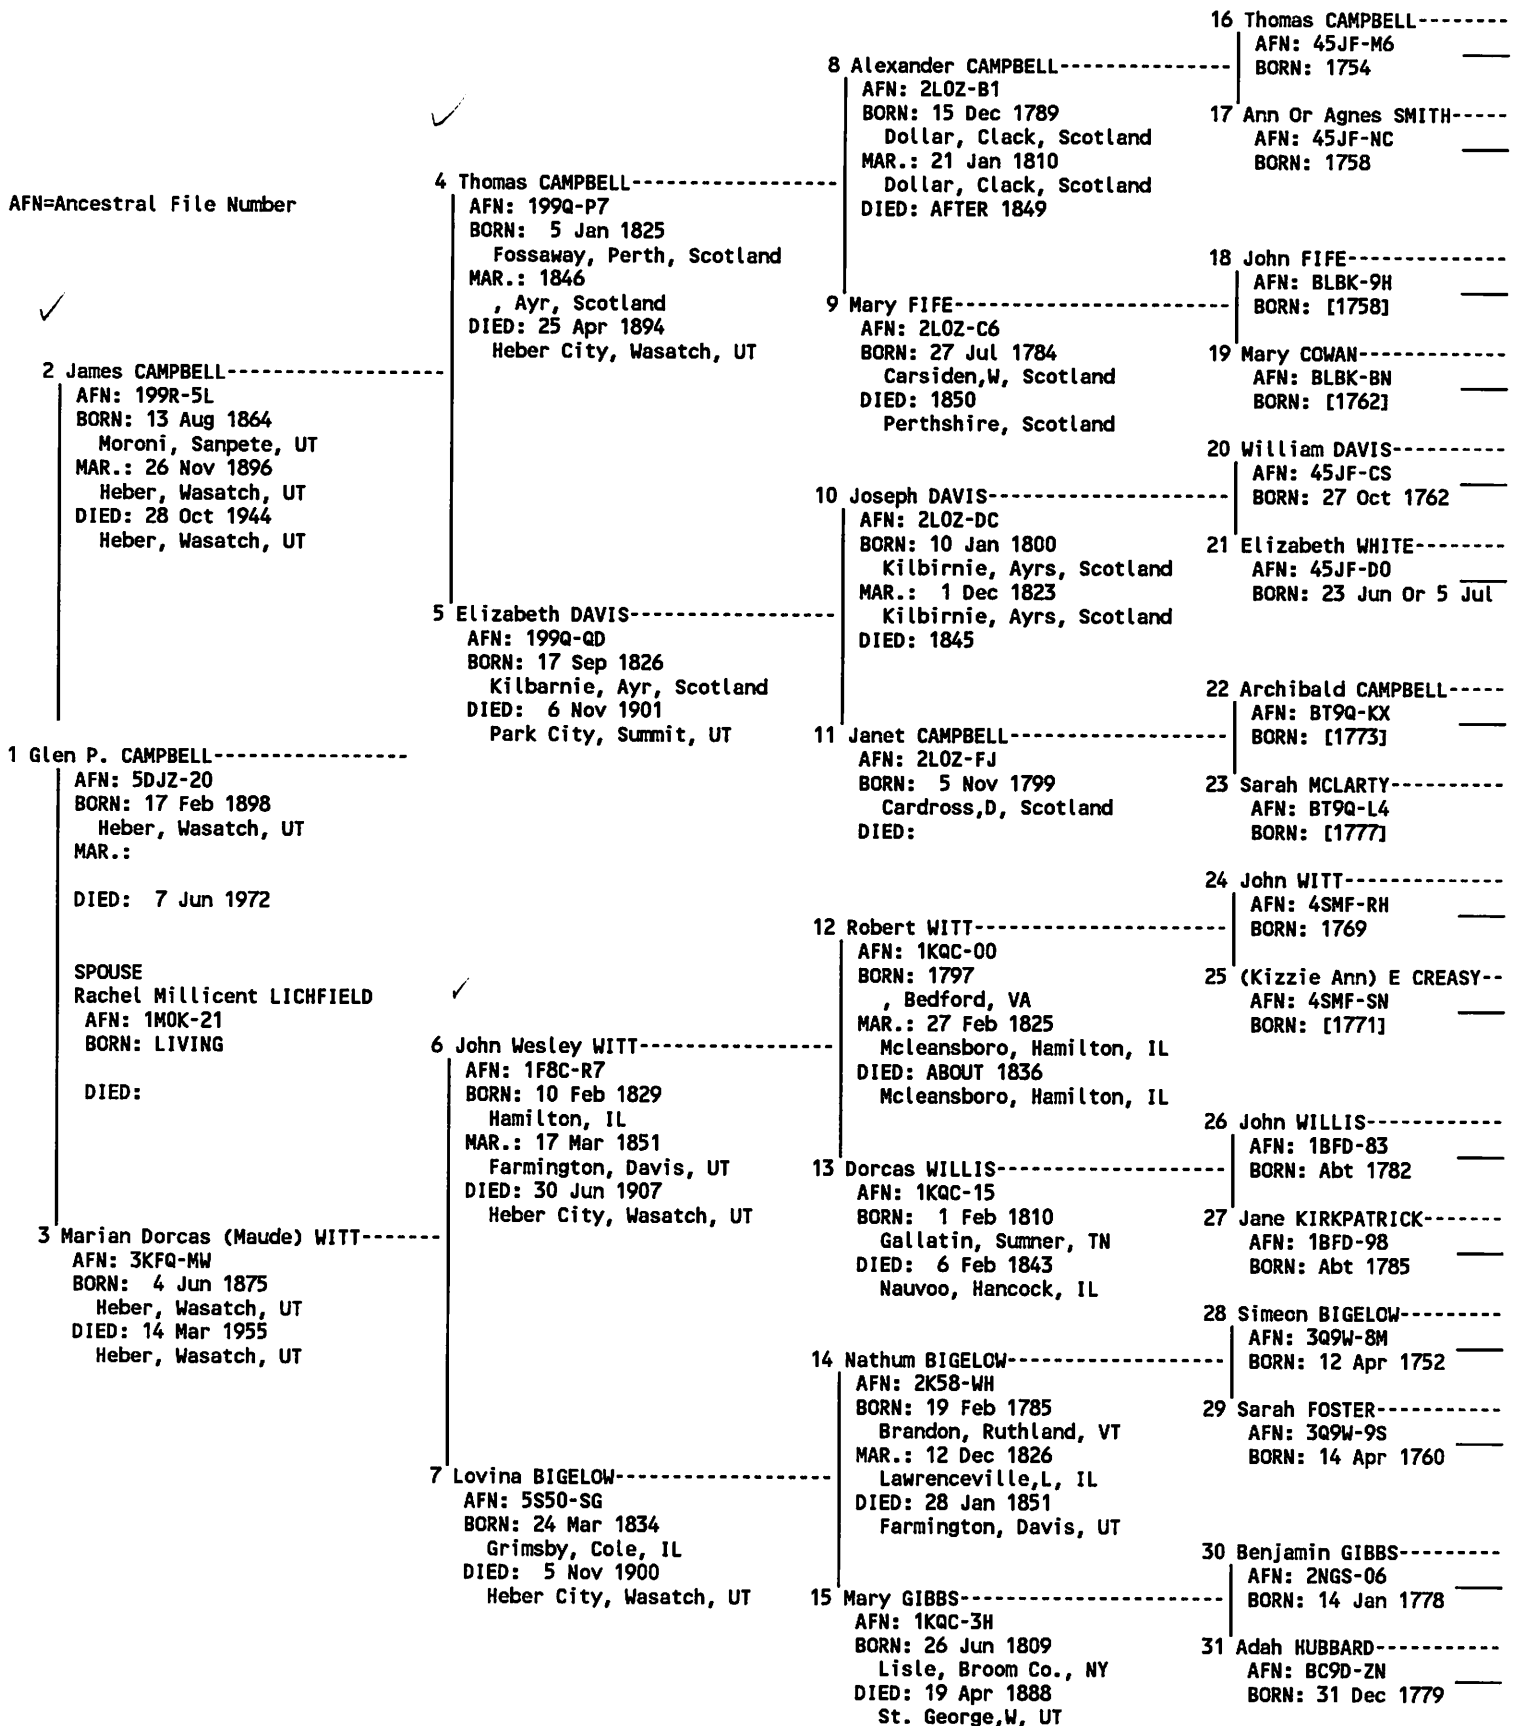 AFN=Ancestral File Number
1 Glen P. CAMPBELL----------------
AFN: 5DJZ-20
BORN: 17 Feb 1898
Heber, Wasatch, UT
MAR.:
DIED:  7 Jun 1972
SPOUSE
Rachel Millicent LICHFIELD
AFN: 1MOK-21
BORN: LIVING
DIED:
2 James CAMPBELL------------------
AFN: 199R-5L
BORN: 13 Aug 1864
Moroni, Sanpete, UT
MAR.: 26 Nov 1896
Heber, Wasatch, UT
DIED: 28 Oct 1944
Heber, Wasatch, UT
3 Marian Dorcas (Maude) WITT-------
AFN: 3KFQ-MW
BORN:  4 Jun 1875
Heber, Wasatch, UT
DIED: 14 Mar 1955
Heber, Wasatch, UT
4 Thomas CAMPBELL-----------------
AFN: 199Q-P7
BORN:  5 Jan 1825
Fossaway, Perth, Scotland
MAR.: 1846
, Ayr, Scotland
DIED: 25 Apr 1894
Heber City, Wasatch, UT
5 Elizabeth DAVIS-----------------
AFN: 199Q-QD
BORN: 17 Sep 1826
Kilbarnie, Ayr, Scotland
DIED:  6 Nov 1901
Park City, Summit, UT
6 John Wesley WITT----------------
AFN: 1F8C-R7
BORN: 10 Feb 1829
Hamilton, IL
MAR.: 17 Mar 1851
Farmington, Davis, UT
DIED: 30 Jun 1907
Heber City, Wasatch, UT
7 Lovina BIGELOW------------------
AFN: 5S50-SG
BORN: 24 Mar 1834
Grimsby, Cole, IL
DIED:  5 Nov 1900
Heber City, Wasatch, UT
8 Alexander CAMPBELL--------------
AFN: 2LOZ-B1
BORN: 15 Dec 1789
Dollar, Clack, Scotland
MAR.: 21 Jan 1810
Dollar, Clack, Scotland
DIED: AFTER 1849
9 Mary FIFE-----------------------
AFN: 2LOZ-C6
BORN: 27 Jul 1784
Carsiden,W, Scotland
DIED: 1850
Perthshire, Scotland
10 Joseph DAVIS--------------------
AFN: 2LOZ-DC
BORN: 10 Jan 1800
Kilbirnie, Ayrs, Scotland
MAR.:  1 Dec 1823
Kilbirnie, Ayrs, Scotland
DIED: 1845
11 Janet CAMPBELL------------------
AFN: 2LOZ-FJ
BORN:  5 Nov 1799
Cardross,D, Scotland
DIED:
12 Robert WITT---------------------
AFN: 1KQC-00
BORN: 1797
, Bedford, VA
MAR.: 27 Feb 1825
Mcleansboro, Hamilton, IL
DIED: ABOUT 1836
Mcleansboro, Hamilton, IL
13 Dorcas WILLIS-------------------
AFN: 1KQC-15
BORN:  1 Feb 1810
Gallatin, Sumner, TN
DIED:  6 Feb 1843
Nauvoo, Hancock, IL
14 Nathum BIGELOW------------------
AFN: 2K58-WH
BORN: 19 Feb 1785
Brandon, Ruthland, VT
MAR.: 12 Dec 1826
Lawrenceville,L, IL
DIED: 28 Jan 1851
Farmington, Davis, UT
15 Mary GIBBS----------------------
AFN: 1KQC-3H
BORN: 26 Jun 1809
Lisle, Broom Co., NY
DIED: 19 Apr 1888
St. George,W, UT
16 Thomas CAMPBELL--------
AFN: 45JF-M6
BORN: 1754
17 Ann Or Agnes SMITH-----
AFN: 45JF-NC
BORN: 1758
18 John FIFE--------------
AFN: BLBK-9H
BORN: [1758]
19 Mary COWAN-------------
AFN: BLBK-BN
BORN: [1762]
20 William DAVIS----------
AFN: 45JF-CS
BORN: 27 Oct 1762
21 Elizabeth WHITE--------
AFN: 45JF-D0
BORN: 23 Jun Or 5 Jul
22 Archibald CAMPBELL-----
AFN: BT9Q-KX
BORN: [1773]
23 Sarah MCLARTY----------
AFN: BT9Q-L4
BORN: [1777]
24 John WITT--------------
AFN: 4SMF-RH
BORN: 1769
25 (Kizzie Ann) E CREASY--
AFN: 4SMF-SN
BORN: [1771]
26 John WILLIS------------
AFN: 1BFD-83
BORN: Abt 1782
27 Jane KIRKPATRICK-------
AFN: 1BFD-98
BORN: Abt 1785
28 Simeon BIGELOW---------
AFN: 3Q9W-8M
BORN: 12 Apr 1752
29 Sarah FOSTER-----------
AFN: 3Q9W-9S
BORN: 14 Apr 1760
30 Benjamin GIBBS---------
AFN: 2NGS-06
BORN: 14 Jan 1778
31 Adah HUBBARD-----------
AFN: BC9D-ZN
BORN: 31 Dec 1779